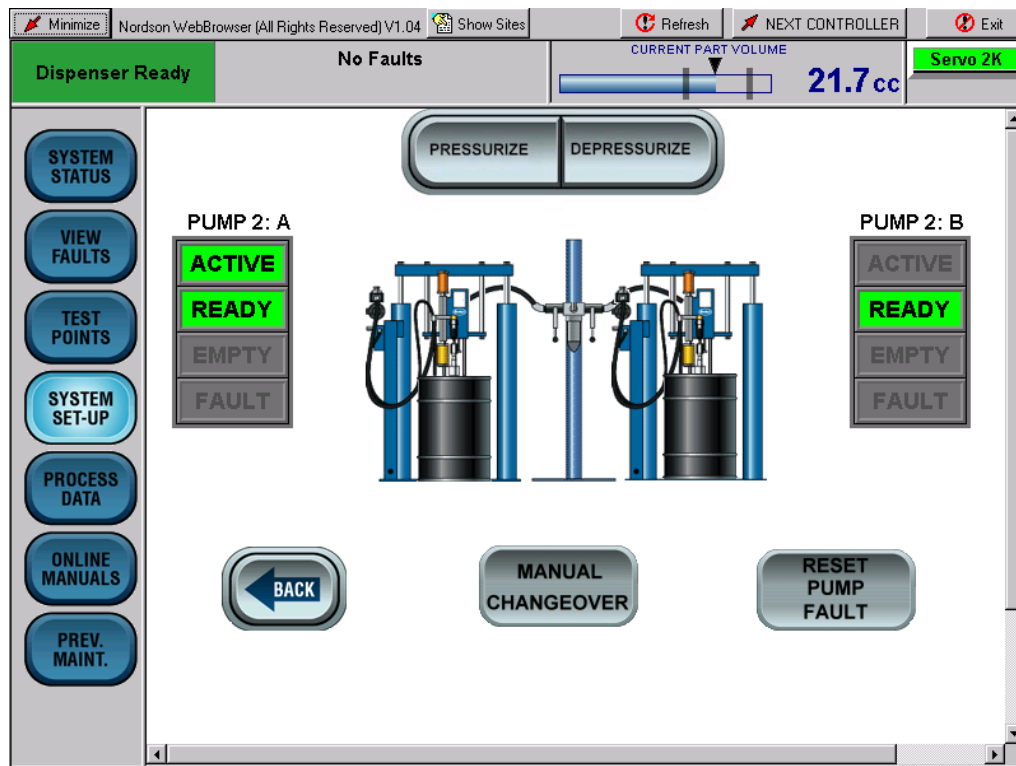 Minimize
Nordson WebBrowser (All Rights Reserved) V1.04
Show Sites
Refresh
NEXT CONTROLLER
Exit
Dispenser Ready
No Faults
CURRENT PART VOLUME
21.7 cc
Servo 2K
SYSTEM
STATUS
VIEW
FAULTS
TEST
POINTS
SYSTEM
SET-UP
PROCESS
DATA
ONLINE
MANUALS
PREV.
MAINT.
PRESSURIZE
DEPRESSURIZE
PUMP 2: A
ACTIVE
READY
EMPTY
FAULT
PUMP 2: B
ACTIVE
READY
EMPTY
FAULT
BACK
MANUAL
CHANGEOVER
RESET
PUMP
FAULT